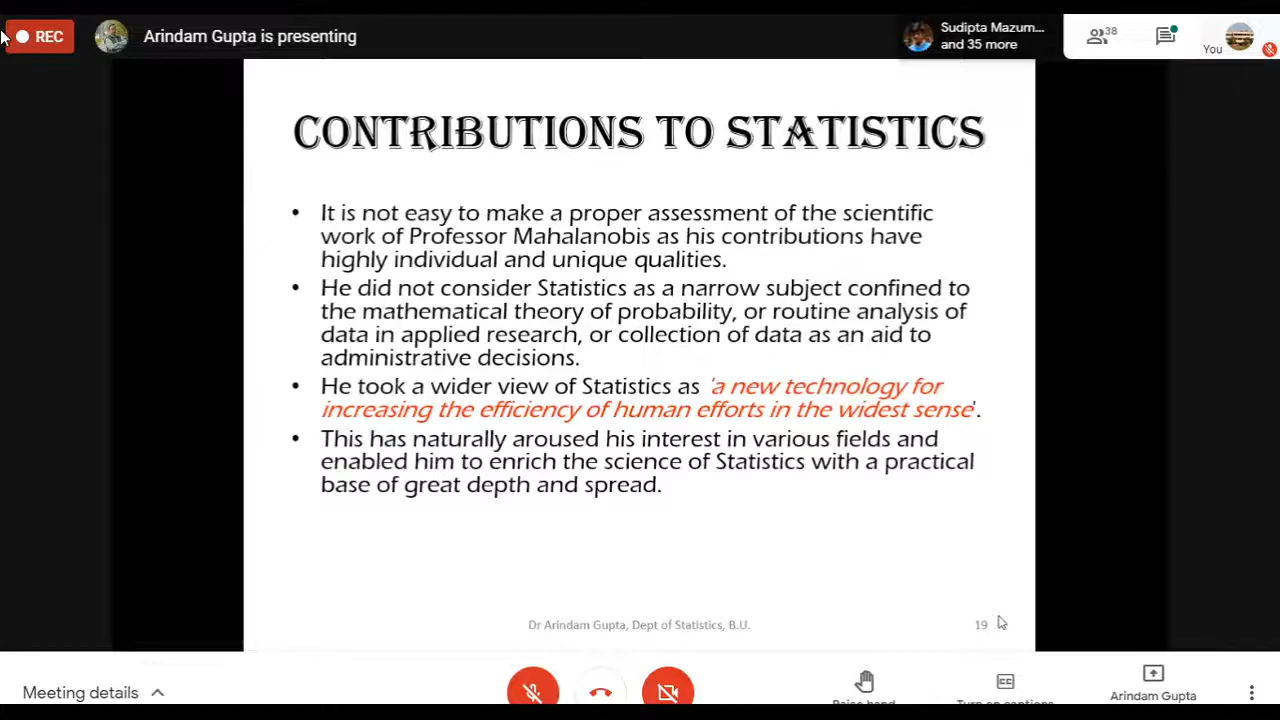 REC
Arindam Gupta is presenting
Sudipta Mazum...
and 35 more
38
You
CONTRIBUTIONS TO STATISTICS
• It is not easy to make a proper assessment of the scientific
work of Professor Mahalanobis as his contributions have
highly individual and unique qualities.
• He did not consider Statistics as a narrow subject confined to
the mathematical theory of probability, or routine analysis of
data in applied research, or collection of data as an aid to
administrative decisions.
• He took a wider view of Statistics as 'a new technology for
increasing the efficiency of human efforts in the widest sense'.
• This has naturally aroused his interest in various fields and
enabled him to enrich the science of Statistics with a practical
base of great depth and spread.
Dr Arindam Gupta, Dept of Statistics, B.U.
19
Meeting details
Raise hand
CC
Turn on captions
Arindam Gupta